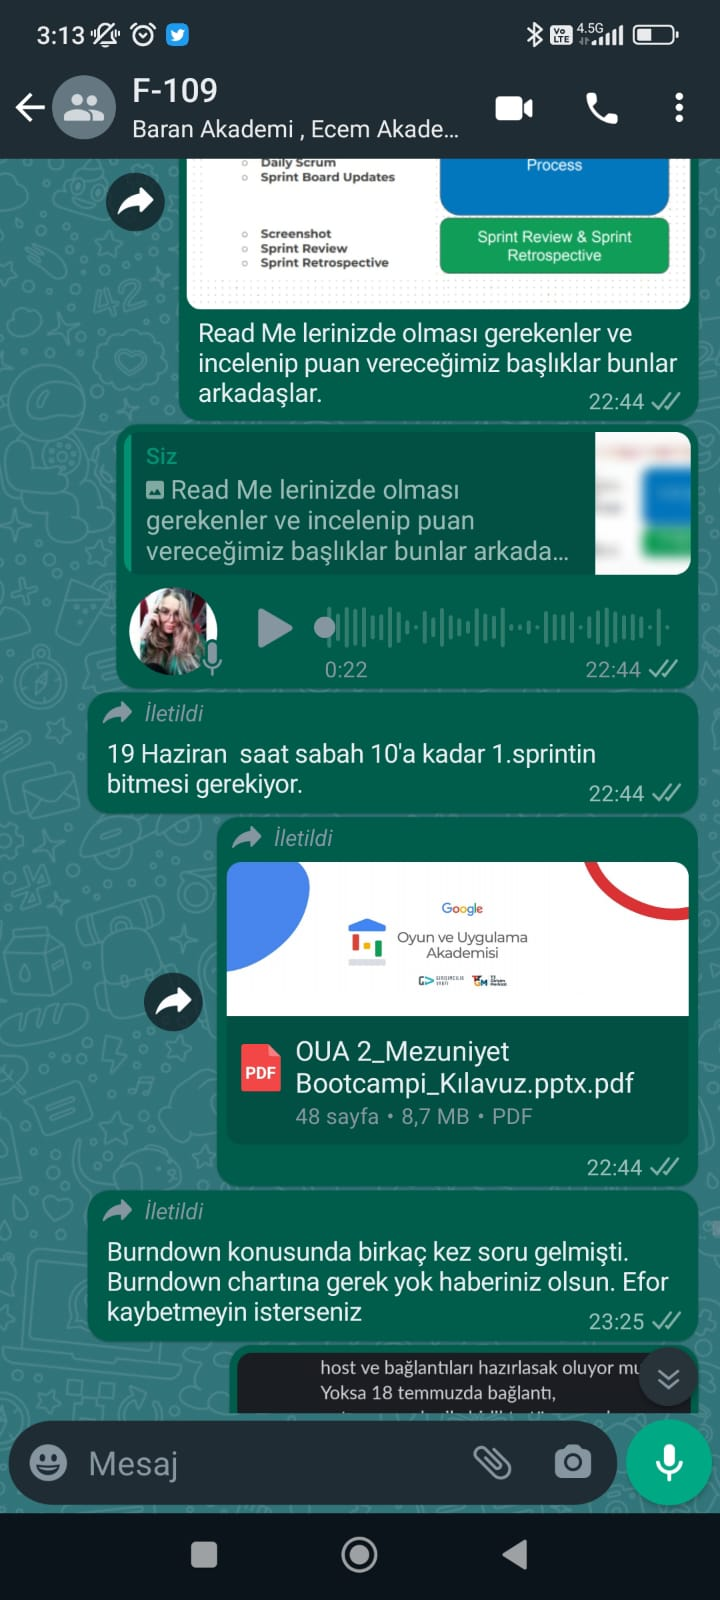 3:13
4.5G
Vo
LTE
F-109
Baran Akademi , Ecem Akade...
Daily Scrum
Sprint Board Updates
Process
Screenshot
Sprint Review
Sprint Retrospective
Sprint Review & Sprint
Retrospective
Read Me lerinizde olması gerekenler ve
incelenip puan vereceğimiz başlıklar bunlar
arkadaşlar.
22:44
Siz
Read Me lerinizde olması
gerekenler ve incelenip puan
vereceğimiz başlıklar bunlar arkada...
0:22
22:44
İletildi
19 Haziran  saat sabah 10'a kadar 1.sprintin
bitmesi gerekiyor.
22:44
İletildi
Google
Oyun ve Uygulama
Akademisi
PDF
OUA 2_Mezuniyet
Bootcampi_Kılavuz.pptx.pdf
48 sayfa • 8,7 MB • PDF
22:44
İletildi
Burndown konusunda birkaç kez soru gelmişti.
Burndown chartına gerek yok haberiniz olsun. Efor
kaybetmeyin isterseniz
23:25
host ve bağlantıları hazırlasak oluyor mu
Yoksa 18 temmuzda bağlantı,
Mesaj